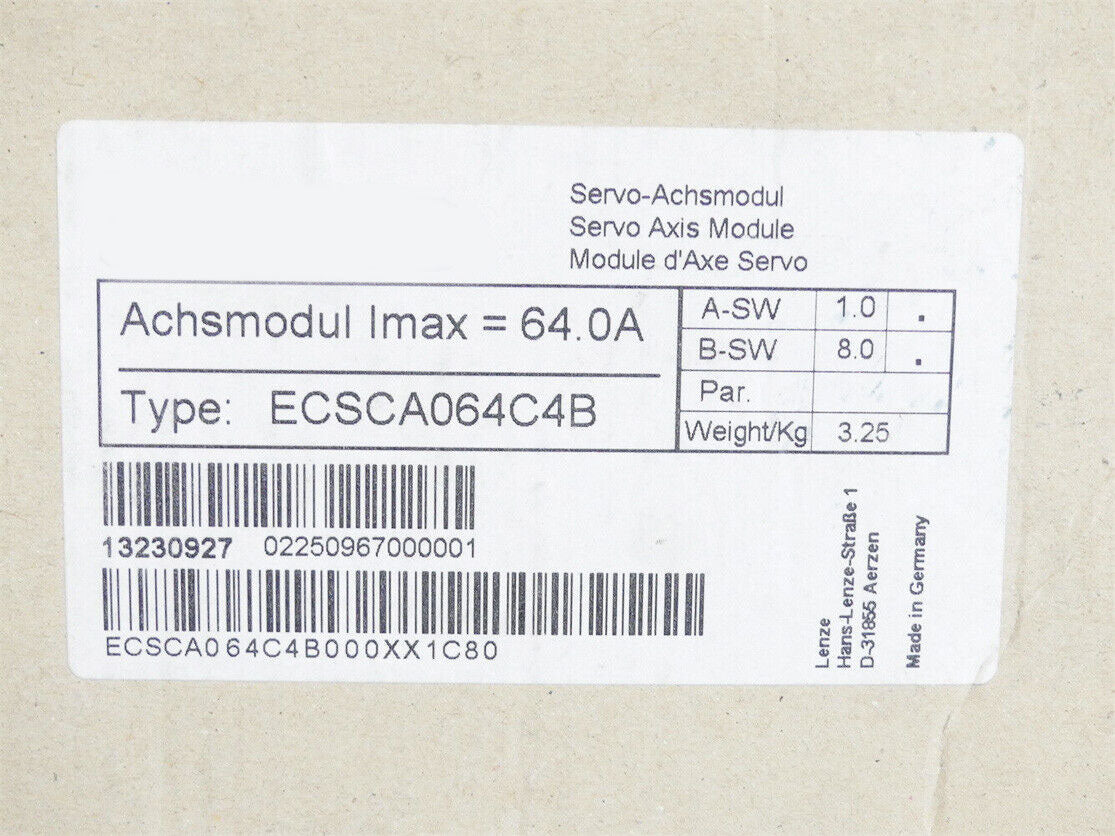 Servo-Achsmodul
Servo Axis Module
Module d'Axe Servo
Achsmodul Imax = 64.0A
Type: ECSCA064C4B
A-SW 1.0 .
B-SW 8.0 .
Par.
Weight/Kg 3.25
13230927 02250967000001
ECSCA064C4B000XX1C80
Lenze
Hans-Lenze-Straße 1
D-31855 Aerzen
Made in Germany